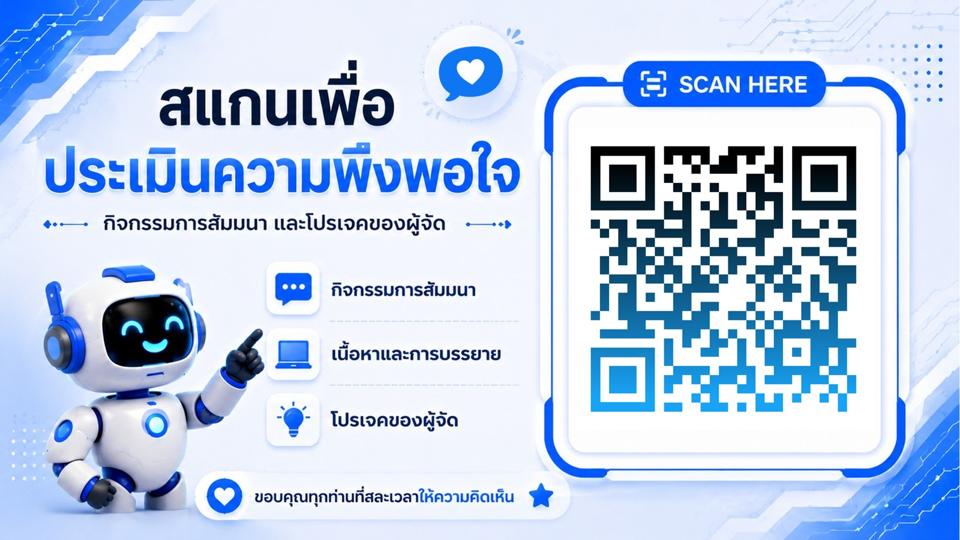 สแกนเพื่อ
ประเมินความพึงพอใจ
กิจกรรมการสัมมนา และโปรเจคของผู้จัด
กิจกรรมการสัมมนา
เนื้อหาและการบรรยาย
โปรเจคของผู้จัด
ขอบคุณทุกท่านที่สละเวลาให้ความคิดเห็น
SCAN HERE